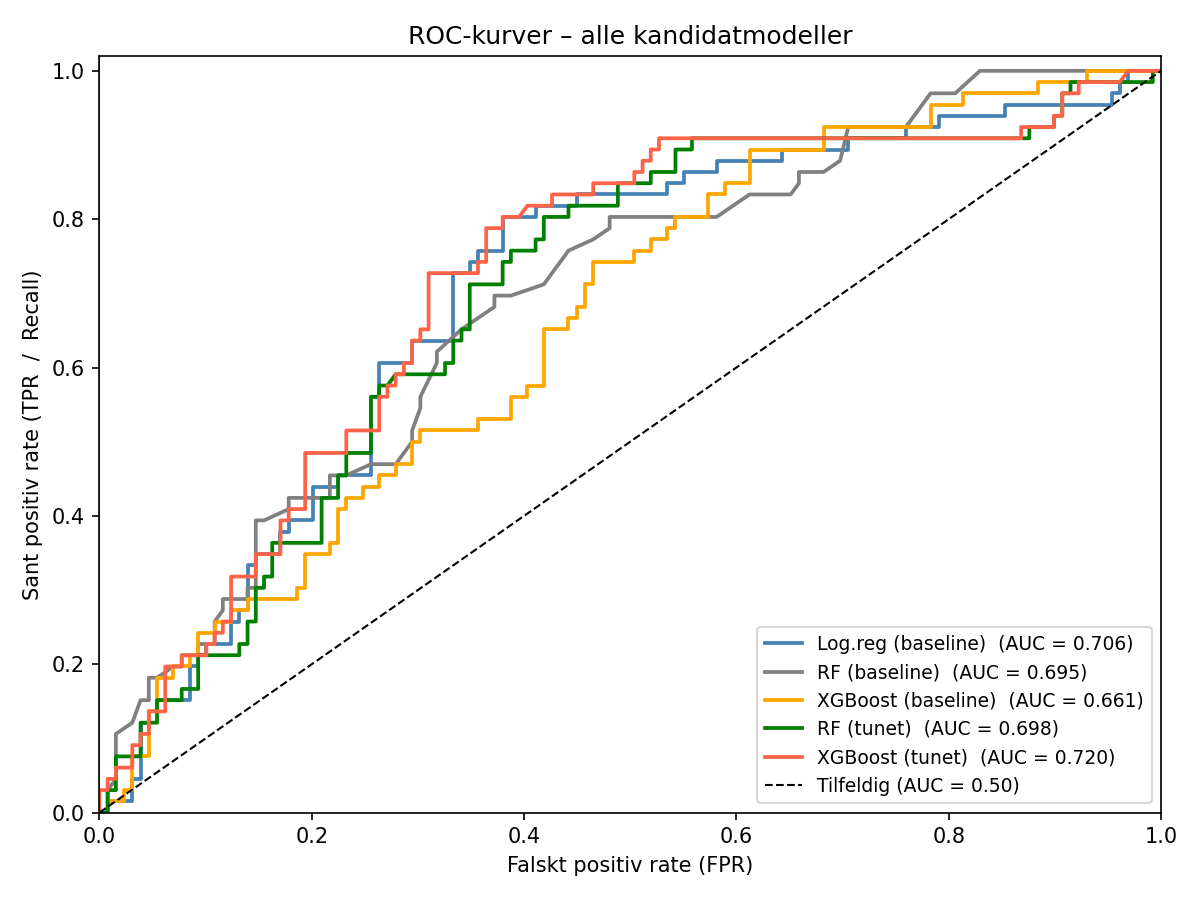 ROC-kurver – alle kandidatmodeller
Sant positiv rate (TPR / Recall)
1.0
0.8
0.6
0.4
0.2
0.0
0.0 0.2 0.4 0.6 0.8 1.0
Falskt positiv rate (FPR)
Log.reg (baseline) (AUC = 0.706)
RF (baseline) (AUC = 0.695)
XGBoost (baseline) (AUC = 0.661)
RF (tunet) (AUC = 0.698)
XGBoost (tunet) (AUC = 0.720)
Tilfeldig (AUC = 0.50)